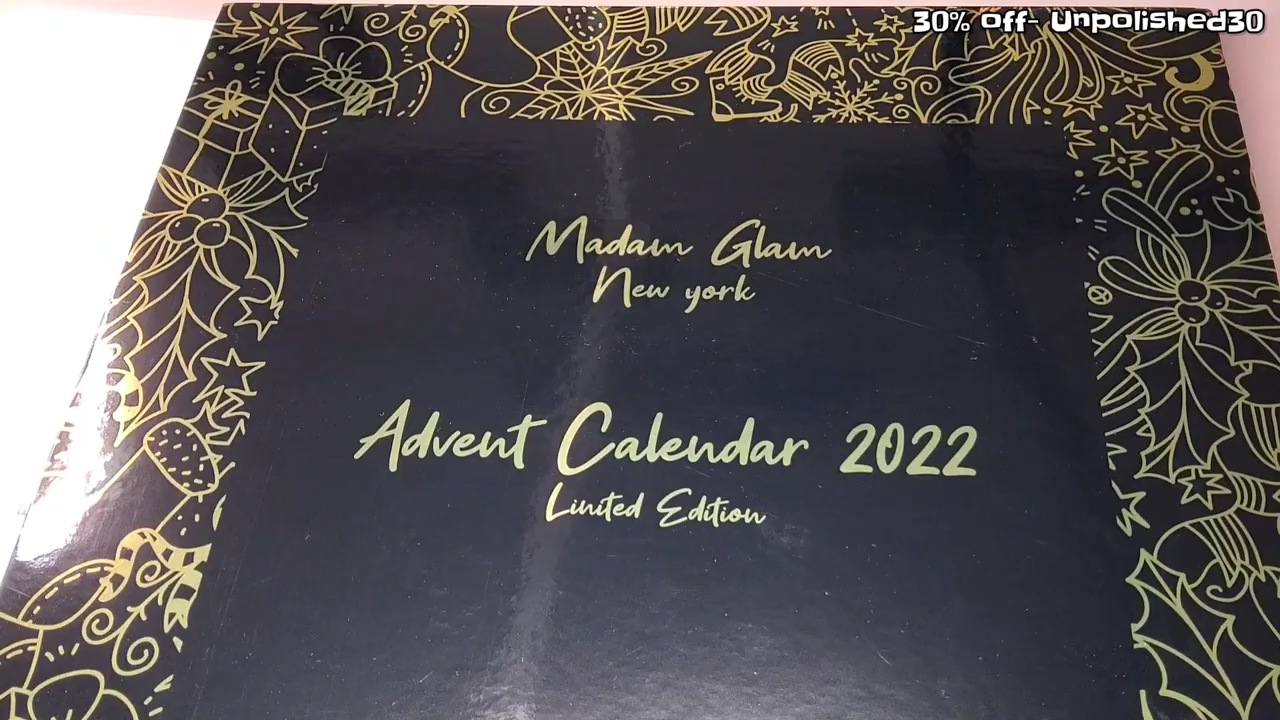 30% off- Unpolished30
Madam Glam
New york
Advent Calendar 2022
Limited Edition